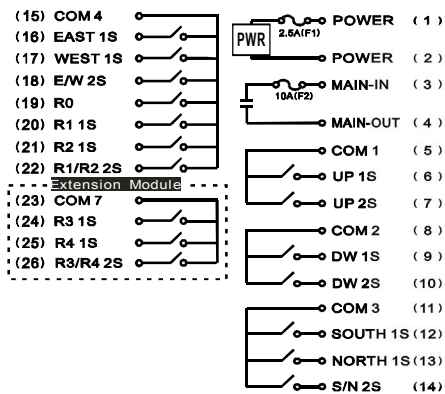 (15) COM 4
(16) EAST 1S
(17) WEST 1S
(18) E/W 2S
(19) R0
(20) R1 1S
(21) R2 1S
(22) R1/R2 2S
Extension Module
(23) COM 7
(24) R3 1S
(25) R4 1S
(26) R3/R4 2S
PWR
2.5A(F1)
POWER (1)
POWER (2)
10A(F2)
MAIN-IN (3)
MAIN-OUT (4)
COM 1 (5)
UP 1S (6)
UP 2S (7)
COM 2 (8)
DW 1S (9)
DW 2S (10)
COM 3 (11)
SOUTH 1S (12)
NORTH 1S (13)
S/N 2S (14)